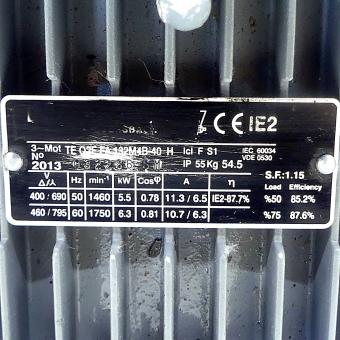 CE IE2
3-Mot TE Q2E FA 132M4B-40 H Icl F S1 IEC 60034
VDE 0530
No
2013 IP 55 Kg 54.5
V Hz min⁻¹ kW Cosφ A η S.F.:1.15
Δ/⅄ Load Efficiency
400 / 690 50 1460 5.5 0.78 11.3 / 6.5 IE2-87.7% %50 85.2%
460 / 795 60 1750 6.3 0.81 10.7/ 6.3 %75 87.6%